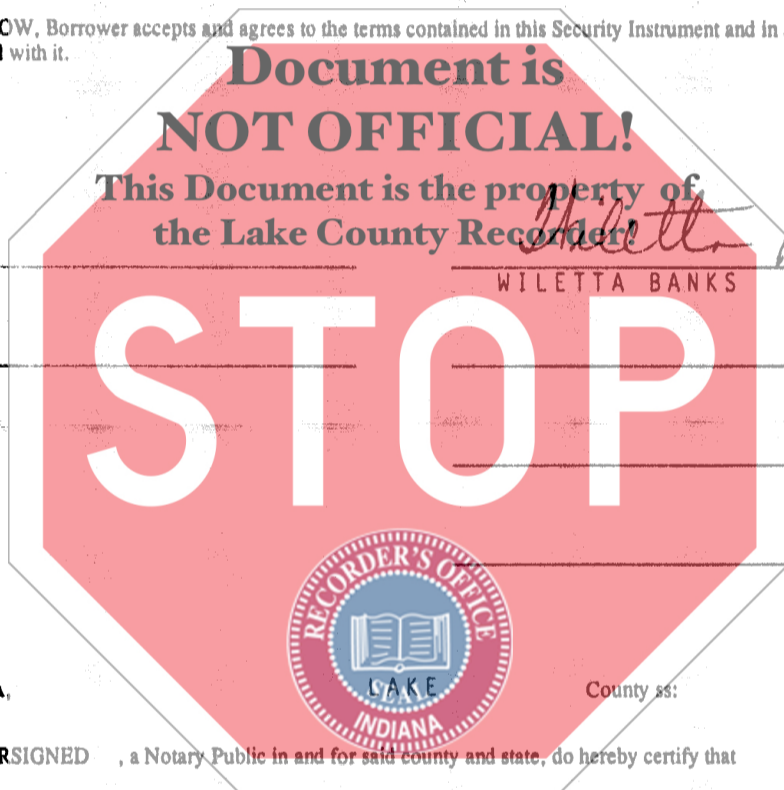 OW, Borrower accepts and agrees to the terms contained in this Security Instrument and in
with it.
Document is
NOT OFFICIAL!
This Document is the property of
the Lake County Recorder!
Wiletta
WILETTA BANKS
STOP
RECORDER'S OFFICE
LAKE
SEAL
INDIANA
A,
County ss:
RSIGNED , a Notary Public in and for said county and state, do hereby certify that